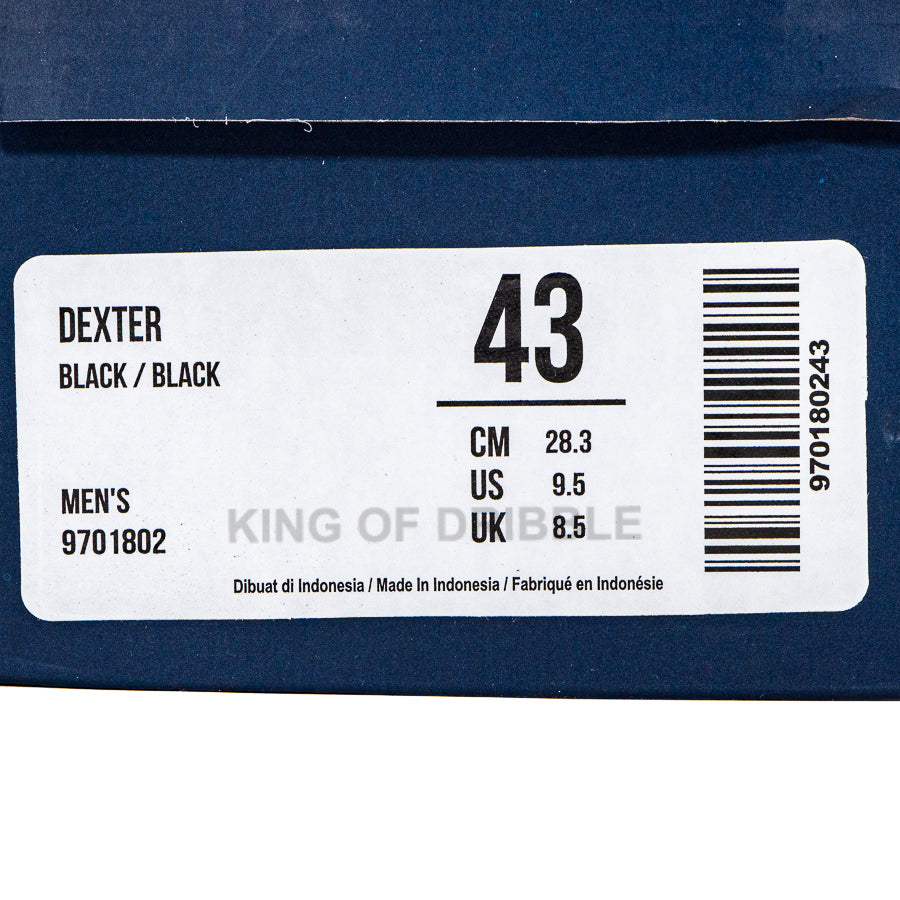 DEXTER
BLACK / BLACK
MEN'S
9701802
43
CM 28.3
US 9.5
UK 8.5
KING OF DRIBBLE
Dibuat di Indonesia / Made In Indonesia / Fabriqué en Indonésie
970180243